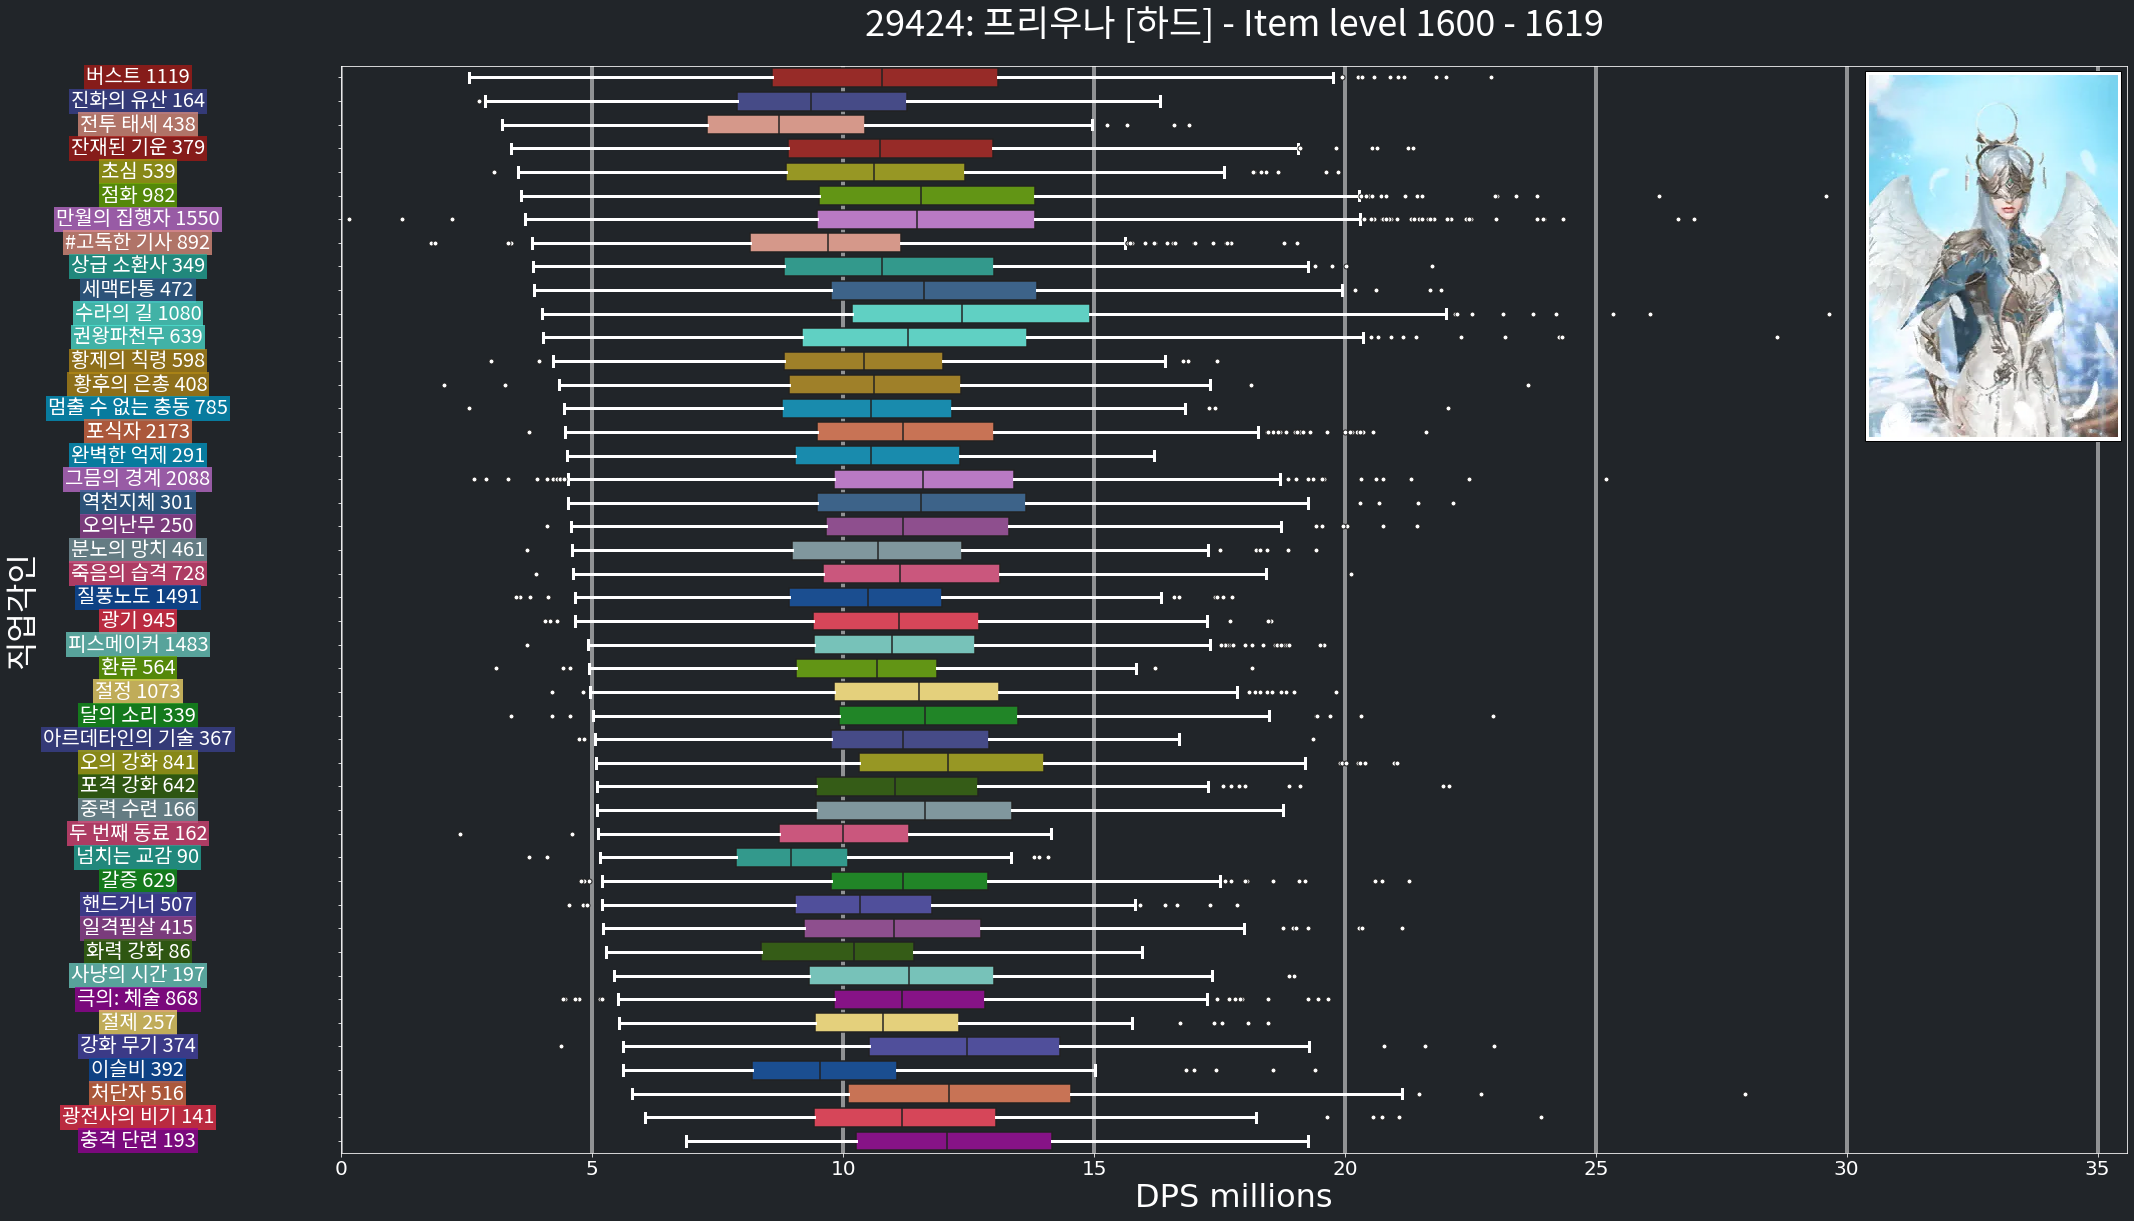 29424: 프리우나 [하드] - Item level 1600 - 1619
직업각인
버스트 1119
진화의 유산 164
전투 태세 438
잔재된 기운 379
초심 539
점화 982
만월의 집행자 1550
#고독한 기사 892
상급 소환사 349
세맥타통 472
수라의 길 1080
권왕파천무 639
황제의 칙령 598
황후의 은총 408
멈출 수 없는 충동 785
포식자 2173
완벽한 억제 291
그믐의 경계 2088
역천지체 301
오의난무 250
분노의 망치 461
죽음의 습격 728
질풍노도 1491
광기 945
피스메이커 1483
환류 564
절정 1073
달의 소리 339
아르데타인의 기술 367
오의 강화 841
포격 강화 642
중력 수련 166
두 번째 동료 162
넘치는 교감 90
갈증 629
핸드거너 507
일격필살 415
화력 강화 86
사냥의 시간 197
극의: 체술 868
절제 257
강화 무기 374
이슬비 392
처단자 516
광전사의 비기 141
충격 단련 193
0 5 10 15 20 25 30 35
DPS millions